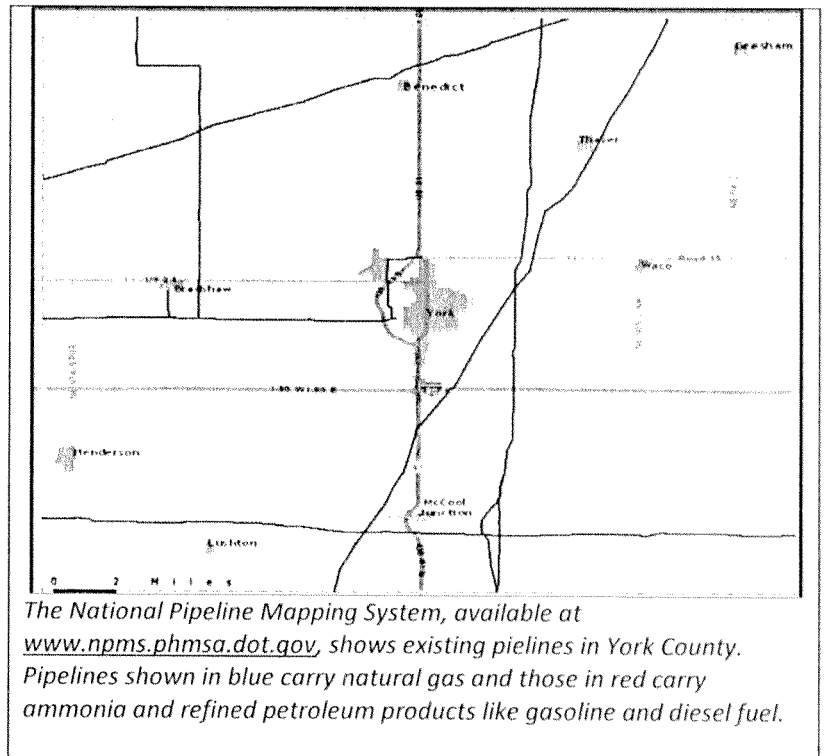 Gresham
Benedict
Thayer
Waco
Bradshaw
York
Henderson
McCool
Junction
Lushton
0 2 Miles
The National Pipeline Mapping System, available at
www.npms.phmsa.dot.gov, shows existing pielines in York County.
Pipelines shown in blue carry natural gas and those in red carry
ammonia and refined petroleum products like gasoline and diesel fuel.